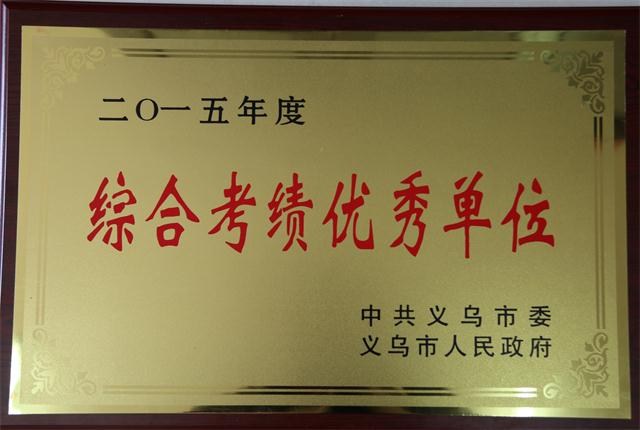 二〇一五年度
综合考绩优秀单位
中共义乌市委
义乌市人民政府